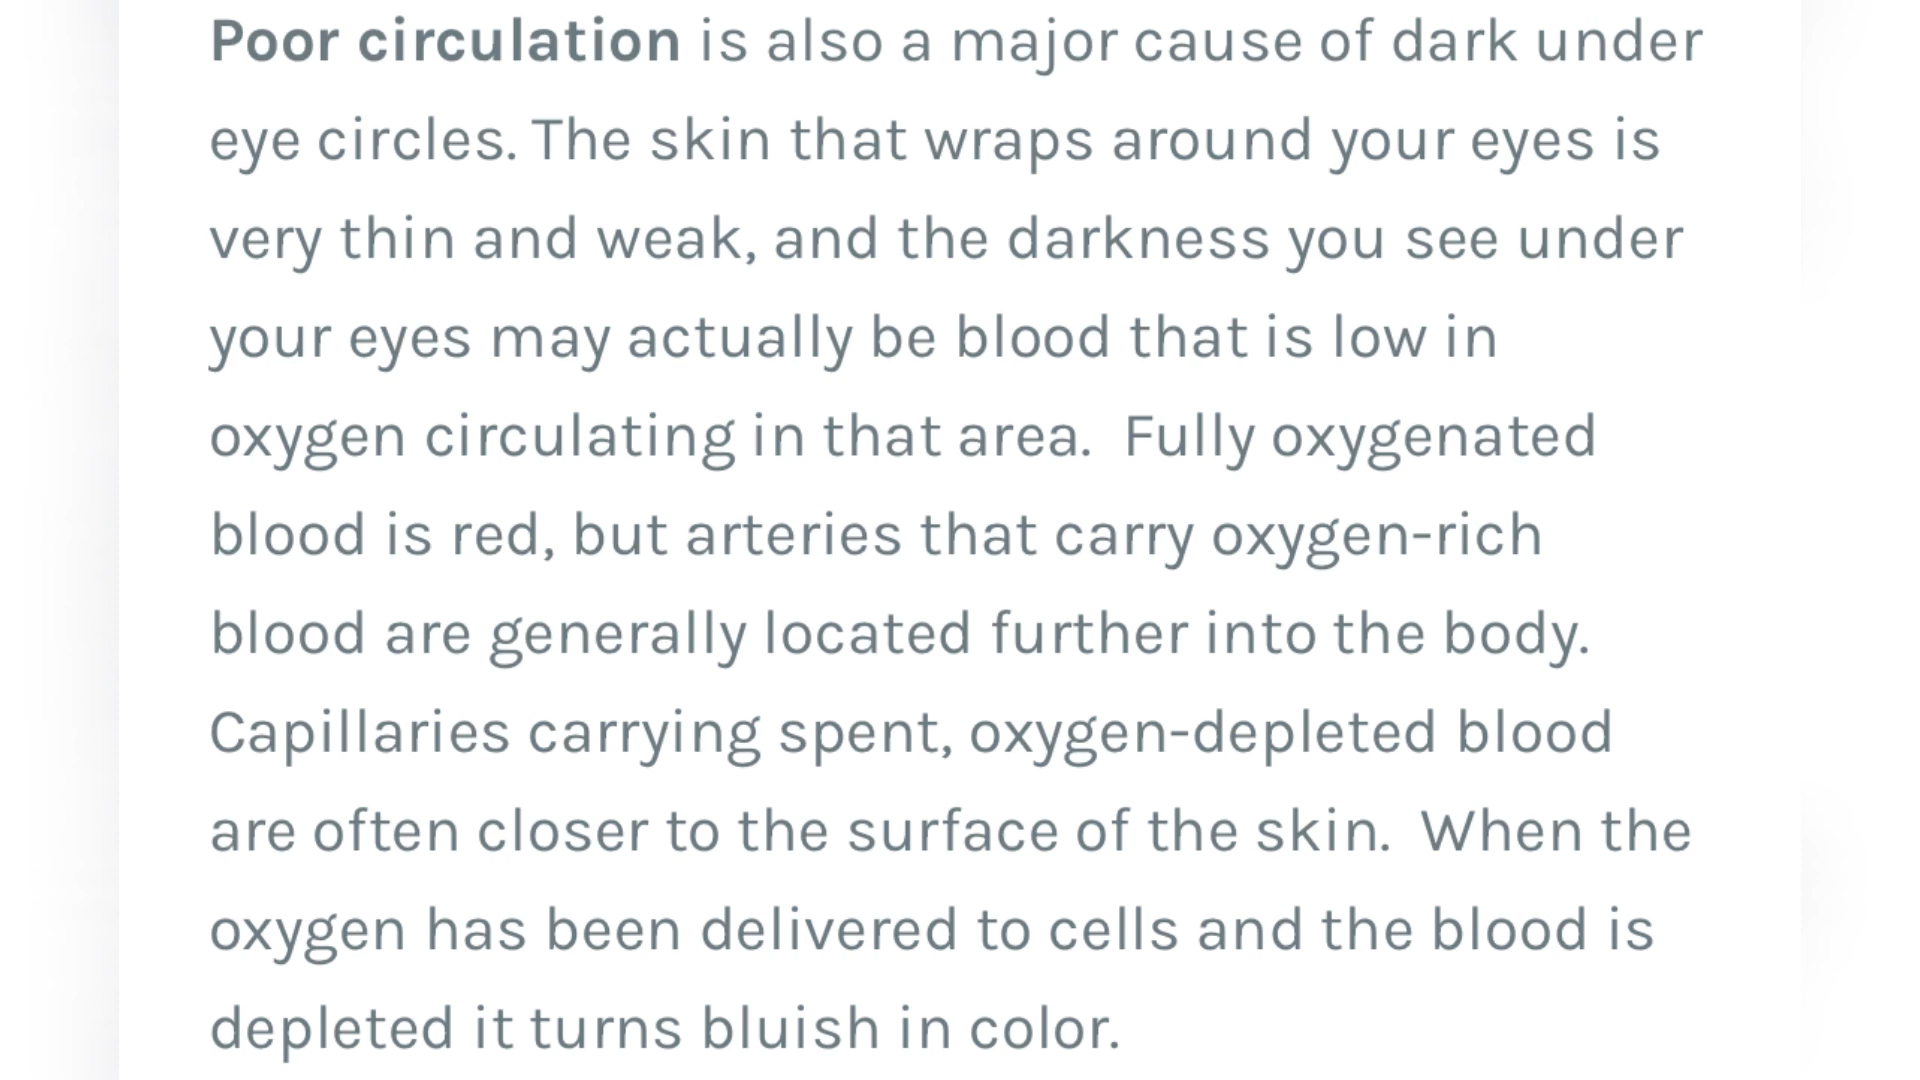 Poor circulation is also a major cause of dark under
eye circles. The skin that wraps around your eyes is
very thin and weak, and the darkness you see under
your eyes may actually be blood that is low in
oxygen circulating in that area.  Fully oxygenated
blood is red, but arteries that carry oxygen-rich
blood are generally located further into the body.
Capillaries carrying spent, oxygen-depleted blood
are often closer to the surface of the skin.  When the
oxygen has been delivered to cells and the blood is
depleted it turns bluish in color.